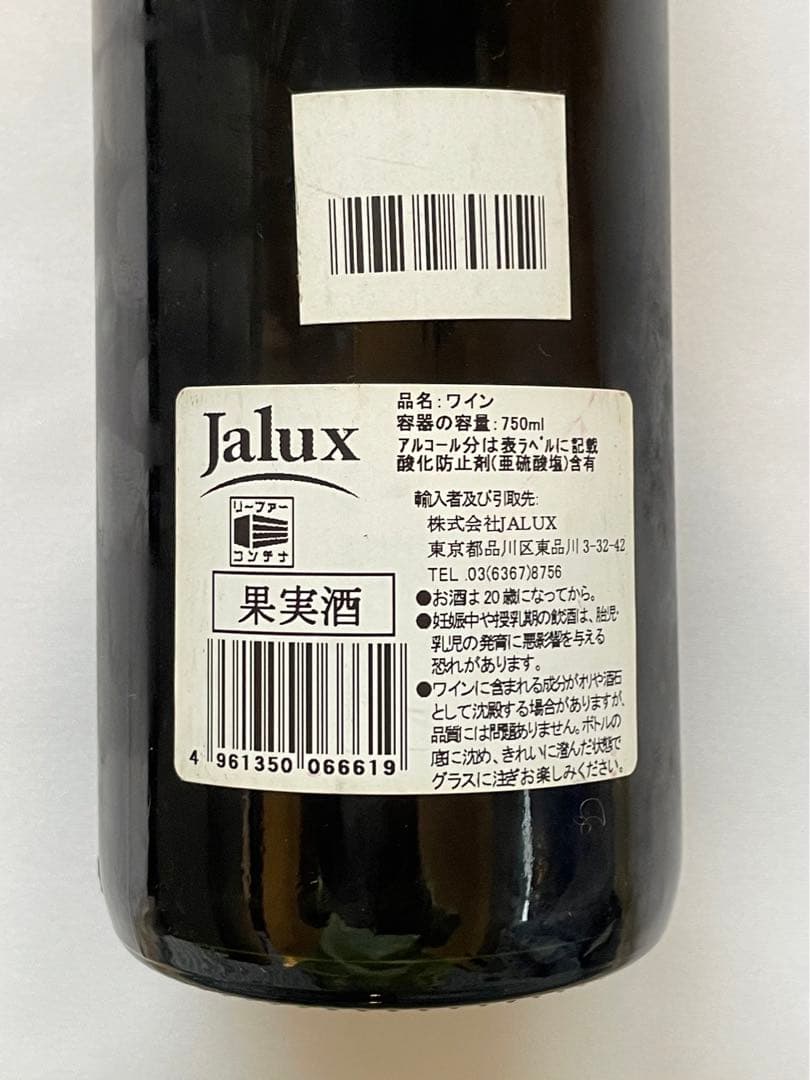 Jalux
リーファー
コンテナ
果実酒
4 961350 066619
品名:ワイン
容器の容量:750ml
アルコール分は表ラベルに記載
酸化防止剤(亜硫酸塩)含有
輸入者及び引取先:
株式会社JALUX
東京都品川区東品川3-32-42
TEL.03(6367)8756
●お酒は20歳になってから。
●妊娠中や授乳期の飲酒は、胎児・
乳児の発育に悪影響を与える
恐れがあります。
●ワインに含まれる成分がオリや酒石
として沈殿する場合がありますが、
品質には問題ありません。ボトルの
底に沈め、きれいに澄んだ状態で
グラスに注ぎお楽しみください。